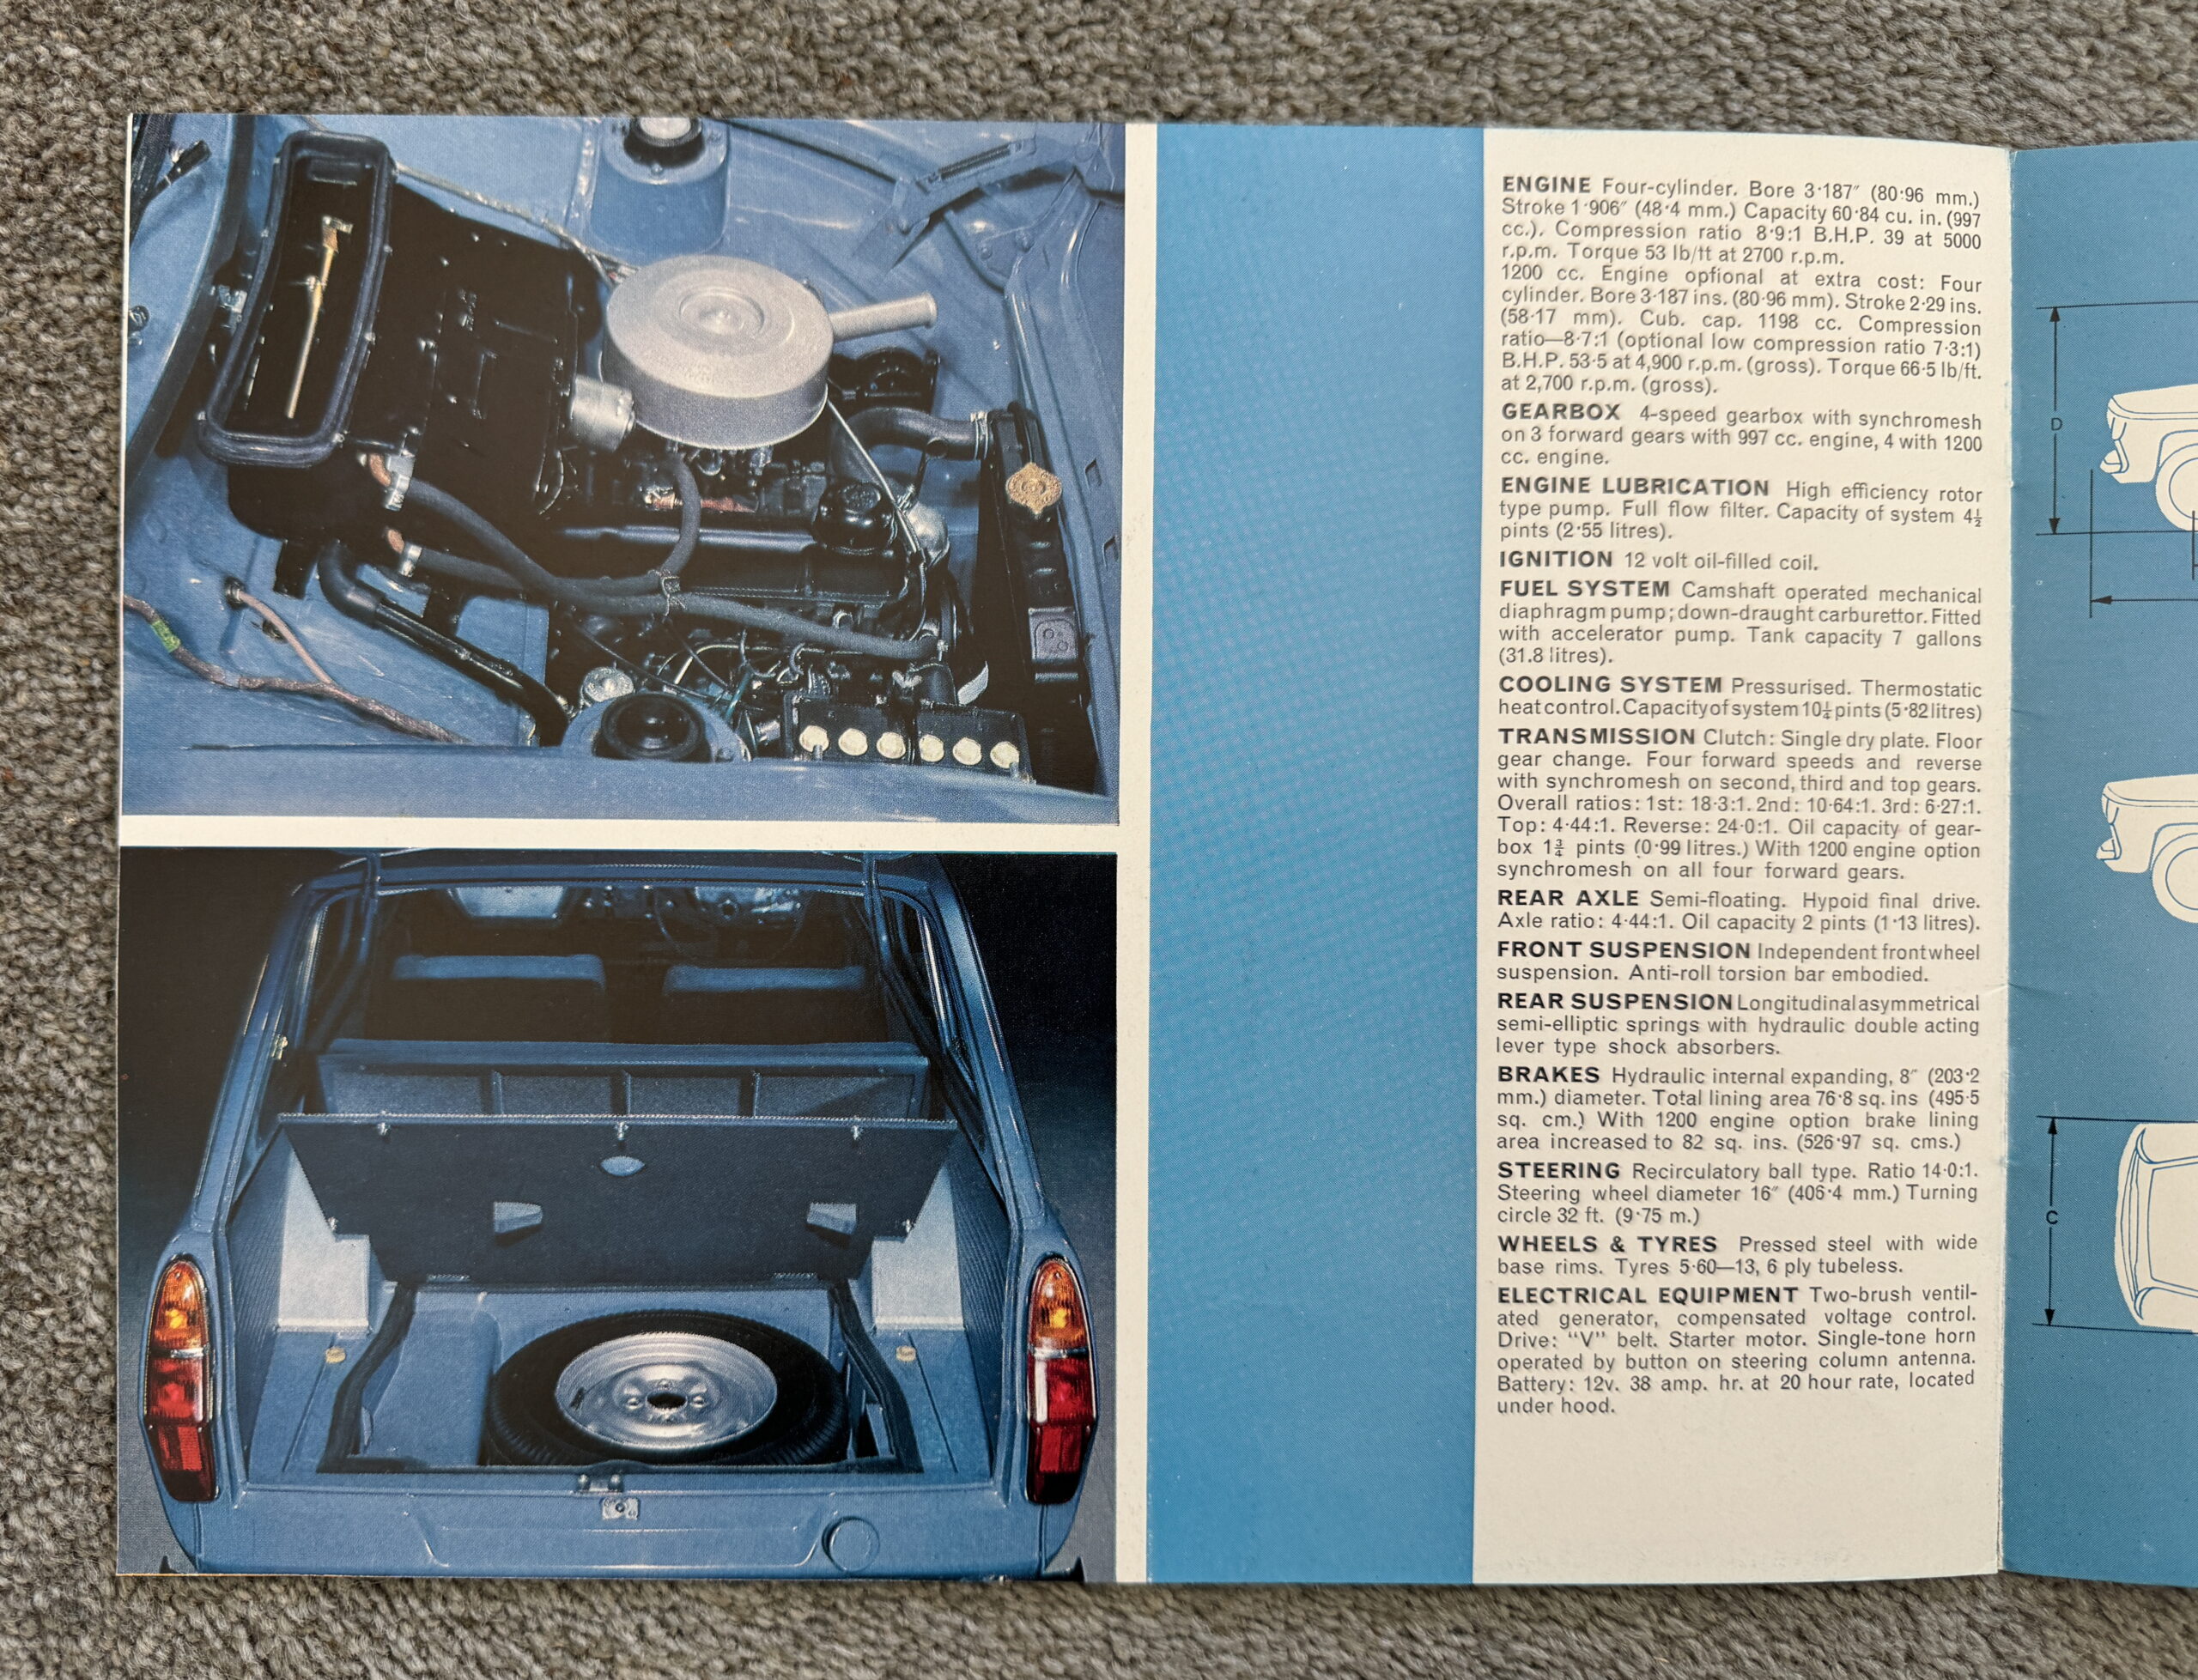 ENGINE Four-cylinder. Bore 3·187″ (80·96 mm.)
Stroke 1·906″ (48·4 mm.) Capacity 60·84 cu. in. (997
cc.). Compression ratio 8·9:1 B.H.P. 39 at 5000
r.p.m. Torque 53 lb/ft at 2700 r.p.m.
1200 cc. Engine optional at extra cost: Four
cylinder. Bore 3·187 ins. (80·96 mm). Stroke 2·29 ins.
(58·17 mm). Cub. cap. 1198 cc. Compression
ratio—8·7:1 (optional low compression ratio 7·3:1)
B.H.P. 53·5 at 4,900 r.p.m. (gross). Torque 66·5 lb/ft.
at 2,700 r.p.m. (gross).
GEARBOX 4-speed gearbox with synchromesh
on 3 forward gears with 997 cc. engine, 4 with 1200
cc. engine.
ENGINE LUBRICATION High efficiency rotor
type pump. Full flow filter. Capacity of system 4½
pints (2·55 litres).
IGNITION 12 volt oil-filled coil.
FUEL SYSTEM Camshaft operated mechanical
diaphragm pump; down-draught carburettor. Fitted
with accelerator pump. Tank capacity 7 gallons
(31.8 litres).
COOLING SYSTEM Pressurised. Thermostatic
heat control. Capacity of system 10¼ pints (5·82 litres)
TRANSMISSION Clutch: Single dry plate. Floor
gear change. Four forward speeds and reverse
with synchromesh on second, third and top gears.
Overall ratios: 1st: 18·3:1. 2nd: 10·64:1. 3rd: 6·27:1.
Top: 4·44:1. Reverse: 24·0:1. Oil capacity of gear-
box 1¾ pints (0·99 litres.) With 1200 engine option
synchromesh on all four forward gears.
REAR AXLE Semi-floating. Hypoid final drive.
Axle ratio: 4·44:1. Oil capacity 2 pints (1·13 litres).
FRONT SUSPENSION Independent front wheel
suspension. Anti-roll torsion bar embodied.
REAR SUSPENSION Longitudinal asymmetrical
semi-elliptic springs with hydraulic double acting
lever type shock absorbers.
BRAKES Hydraulic internal expanding, 8″ (203·2
mm.) diameter. Total lining area 76·8 sq. ins (495·5
sq. cm.) With 1200 engine option brake lining
area increased to 82 sq. ins. (526·97 sq. cms.)
STEERING Recirculatory ball type. Ratio 14·0:1.
Steering wheel diameter 16″ (406·4 mm.) Turning
circle 32 ft. (9·75 m.)
WHEELS & TYRES Pressed steel with wide
base rims. Tyres 5·60—13, 6 ply tubeless.
ELECTRICAL EQUIPMENT Two-brush ventil-
ated generator, compensated voltage control.
Drive: "V" belt. Starter motor. Single-tone horn
operated by button on steering column antenna.
Battery: 12v. 38 amp. hr. at 20 hour rate, located
under hood.
D
C